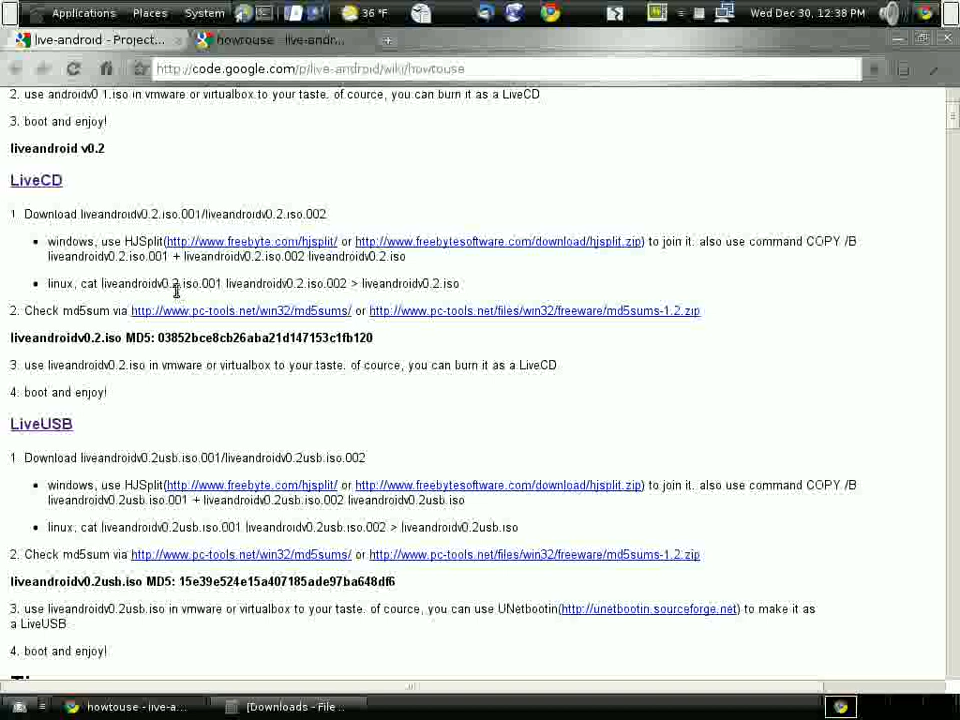 Applications Places System 36 °F Wed Dec 30, 12:38 PM
live-android - Project... howtouse live-andr...
http://code.google.com/p/live-android/wiki/howtouse
2. use androidv0 1.iso in vmware or virtualbox to your taste. of cource, you can burn it as a LiveCD
3. boot and enjoy!
liveandroid v0.2
LiveCD
1 Download liveandroidv0.2.iso.001/liveandroidv0.2.iso.002
• windows, use HJSplit(http://www.freebyte.com/hjsplit/ or http://www.freebytesoftware.com/download/hjsplit.zip) to join it. also use command COPY /B
liveandroidv0.2.iso.001 + liveandroidv0.2.iso.002 liveandroidv0.2.iso
• linux, cat liveandroidv0.2.iso.001 liveandroidv0.2.iso.002 > liveandroidv0.2.iso
2. Check md5sum via http://www.pc-tools.net/win32/md5sums/ or http://www.pc-tools.net/files/win32/freeware/md5sums-1.2.zip
liveandroidv0.2.iso MD5: 03852bce8cb26aba21d147153c1fb120
3. use liveandroidv0.2.iso in vmware or virtualbox to your taste. of cource, you can burn it as a LiveCD
4. boot and enjoy!
LiveUSB
1 Download liveandroidv0.2usb.iso.001/liveandroidv0.2usb.iso.002
• windows, use HJSplit(http://www.freebyte.com/hjsplit/ or http://www.freebytesoftware.com/download/hjsplit.zip) to join it. also use command COPY /B
liveandroidv0.2usb.iso.001 + liveandroidv0.2usb.iso.002 liveandroidv0.2usb.iso
• linux, cat liveandroidv0.2usb.iso.001 liveandroidv0.2usb.iso.002 > liveandroidv0.2usb.iso
2. Check md5sum via http://www.pc-tools.net/win32/md5sums/ or http://www.pc-tools.net/files/win32/freeware/md5sums-1.2.zip
liveandroidv0.2usb.iso MD5: 15e39e524e15a407185ade97ba648df6
3. use liveandroidv0.2usb.iso in vmware or virtualbox to your taste. of cource, you can use UNetbootin(http://unetbootin.sourceforge.net) to make it as
a LiveUSB
4. boot and enjoy!
howtouse - live-a... [Downloads - File ...